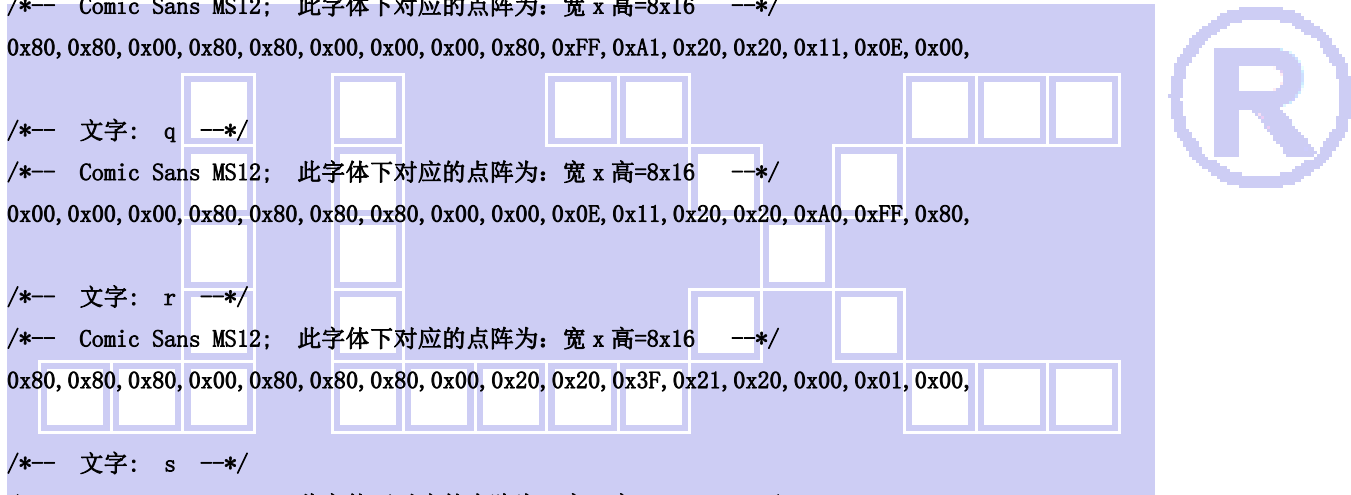 /*-- Comic Sans MS12; 此字体下对应的点阵为：宽 x 高=8x16 --*/
0x80,0x80,0x00,0x80,0x80,0x00,0x00,0x00,0x80,0xFF,0xA1,0x20,0x20,0x11,0x0E,0x00,
/*-- 文字: q --*/
/*-- Comic Sans MS12; 此字体下对应的点阵为：宽 x 高=8x16 --*/
0x00,0x00,0x00,0x80,0x80,0x80,0x80,0x00,0x00,0x0E,0x11,0x20,0x20,0xA0,0xFF,0x80,
/*-- 文字: r --*/
/*-- Comic Sans MS12; 此字体下对应的点阵为：宽 x 高=8x16 --*/
0x80,0x80,0x80,0x00,0x80,0x80,0x80,0x00,0x20,0x20,0x3F,0x21,0x20,0x00,0x01,0x00,
/*-- 文字: s --*/
®